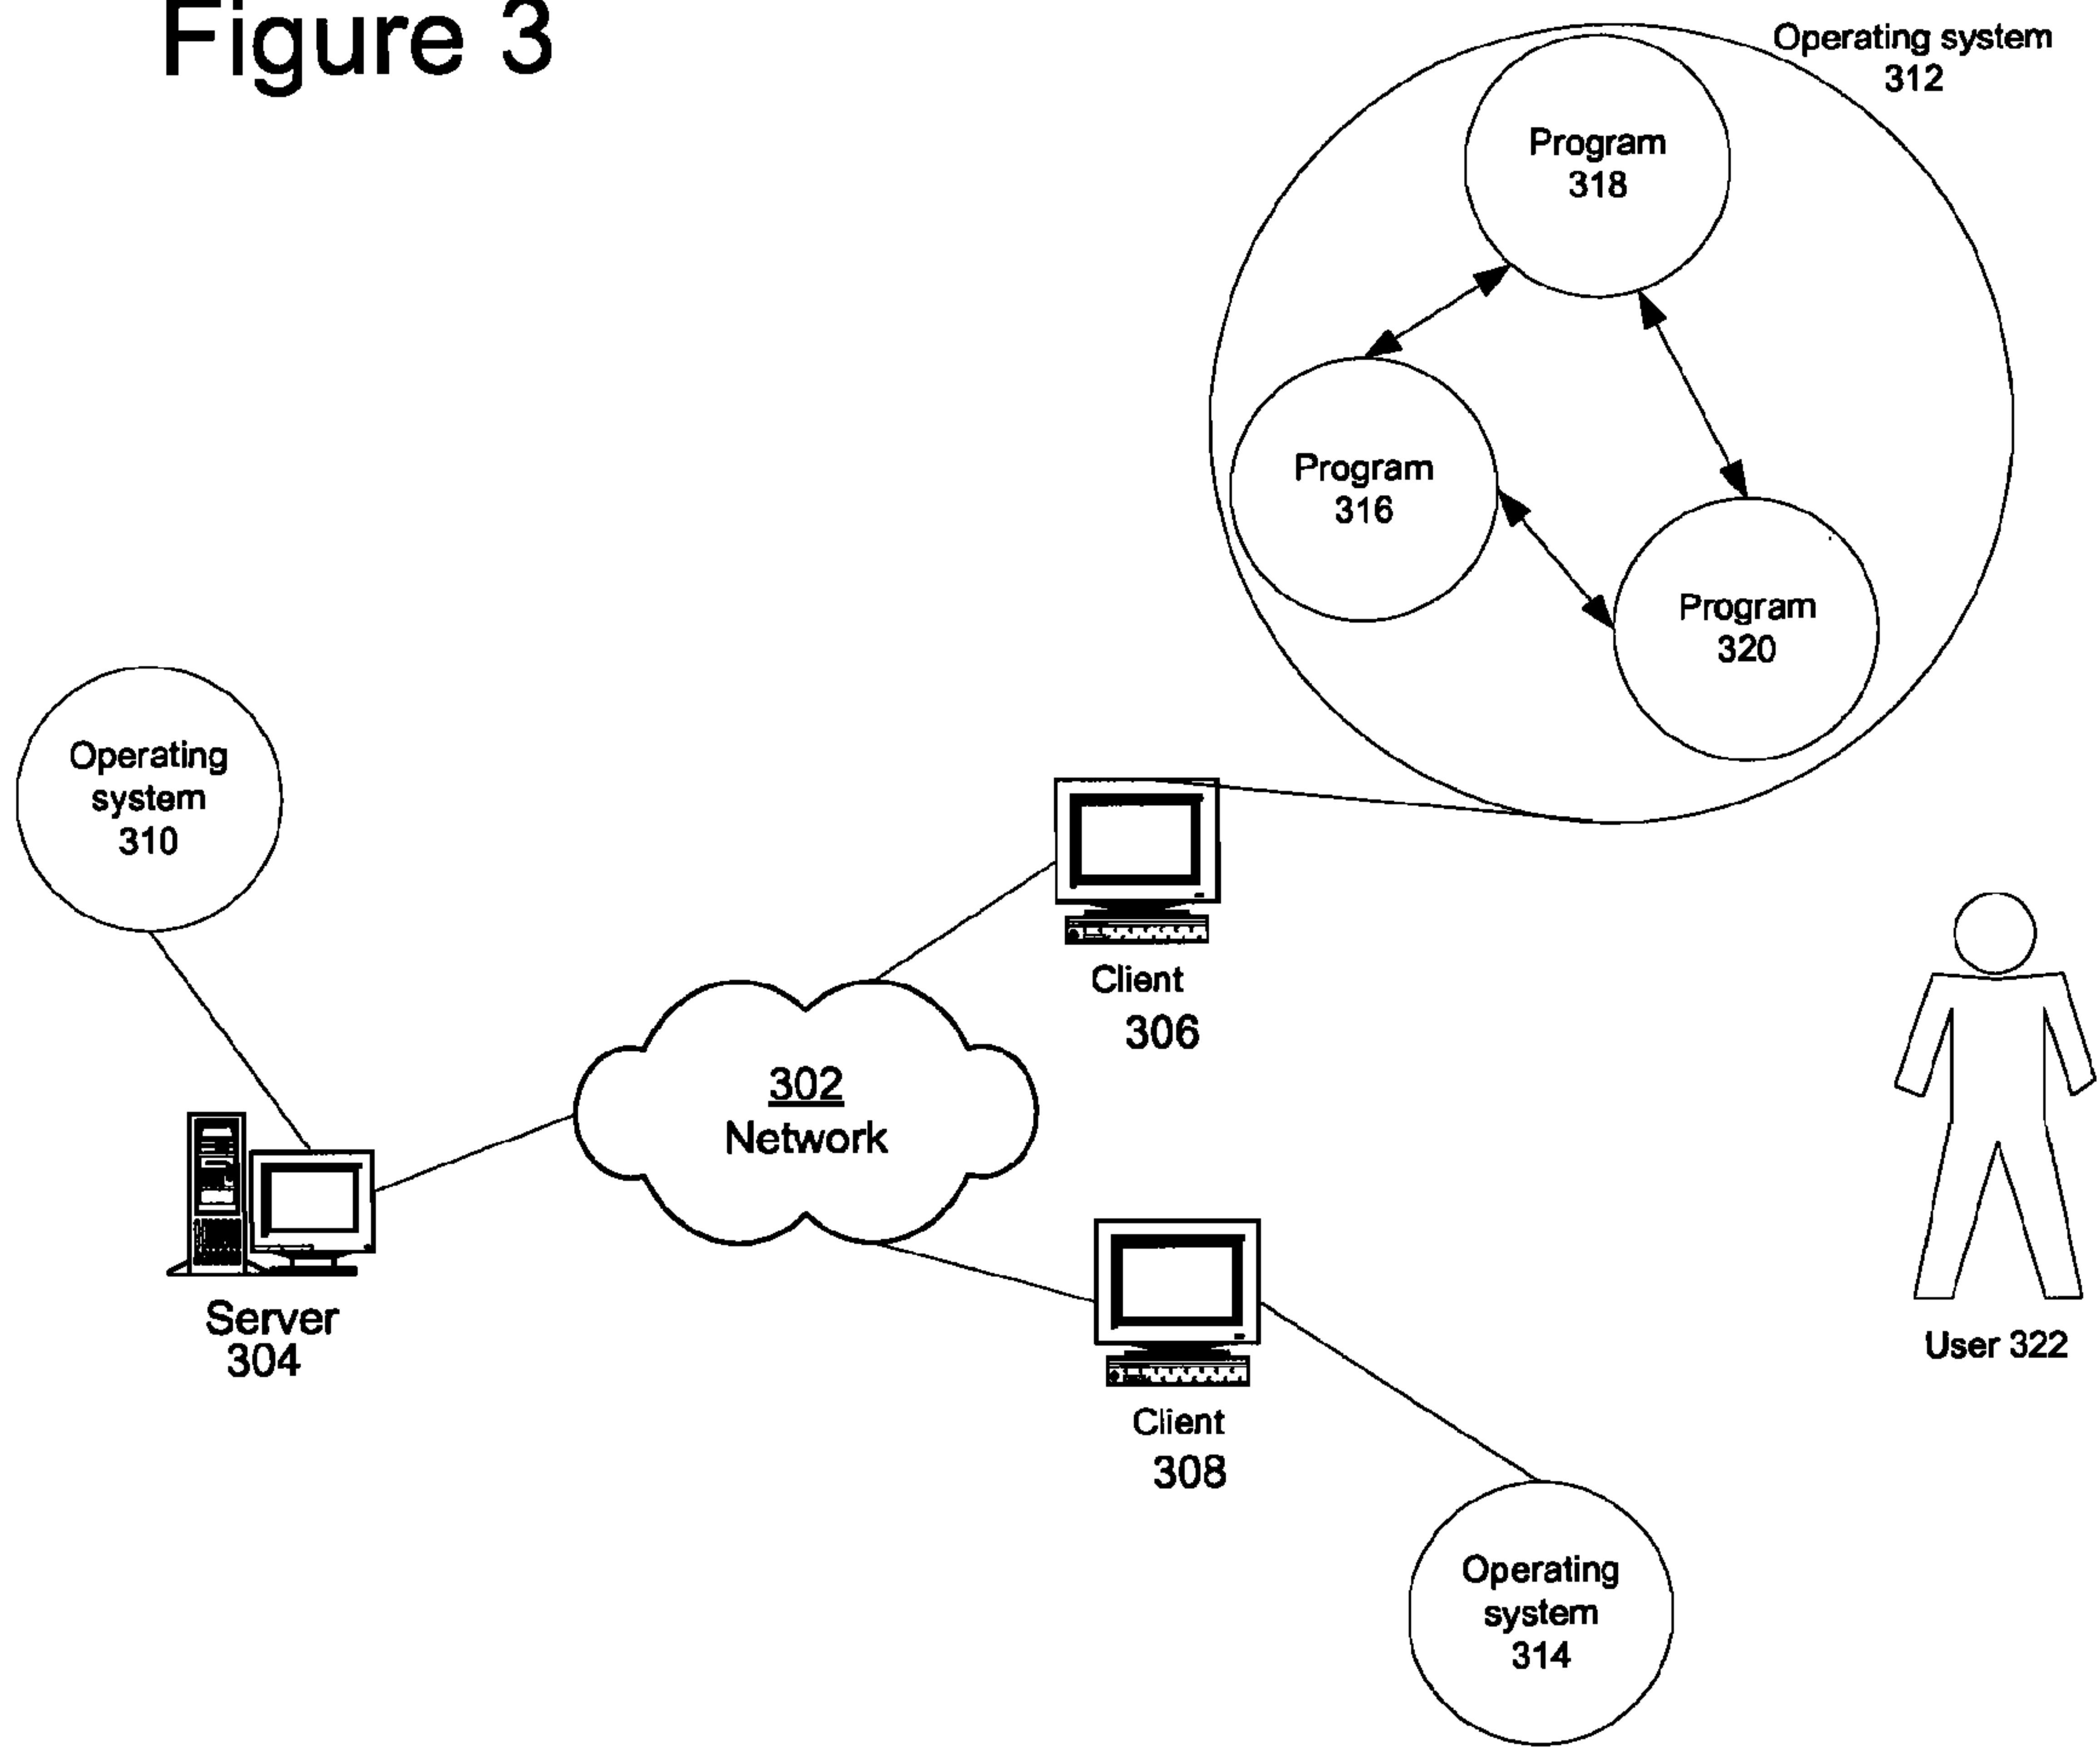 Figure 3
Operating system
312
Program
318
Program
316
Program
320
Operating
system
310
Client
306
302
Network
Server
304
Client
308
User 322
Operating
system
314